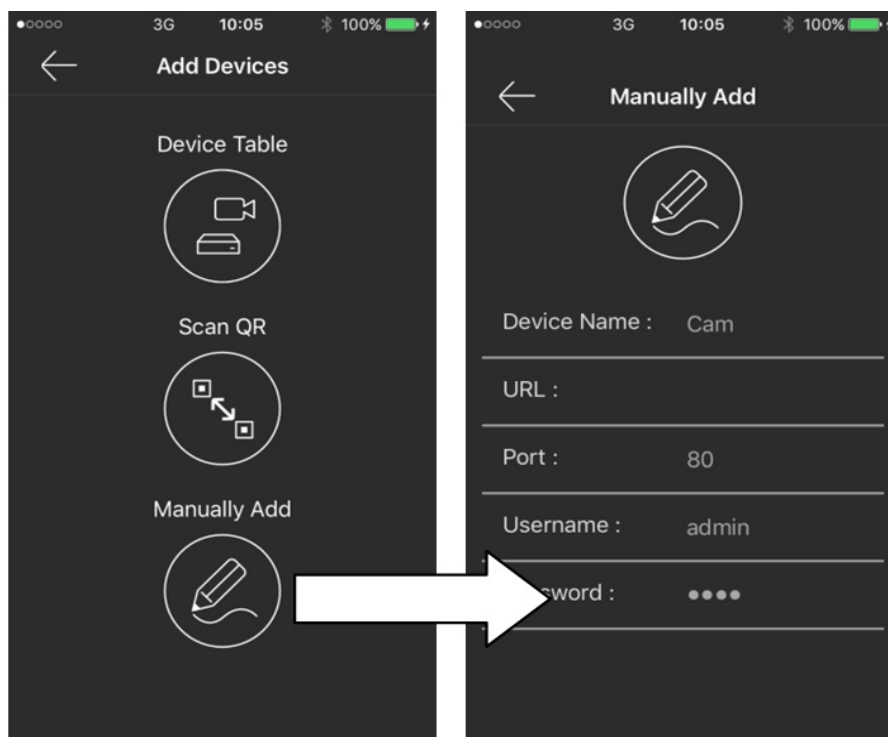 3G 10:05 100%
Add Devices
Device Table
Scan QR
Manually Add
3G 10:05 100%
Manually Add
Device Name : Cam
URL :
Port : 80
Username : admin
sword : ●●●●